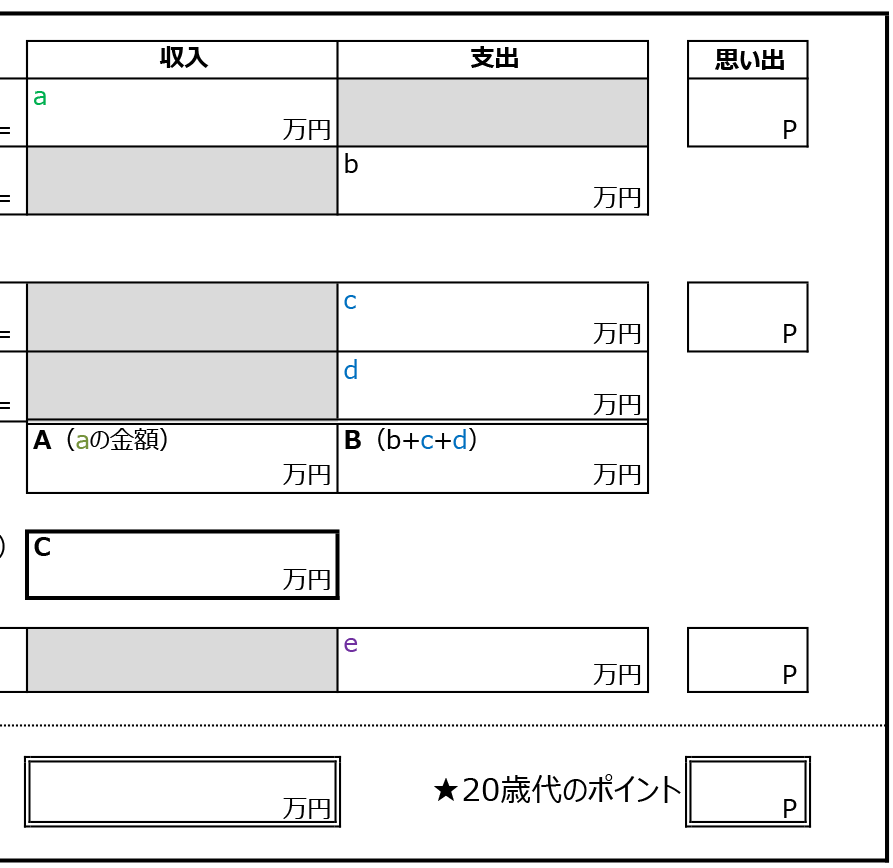 収入 支出 思い出
a
= 万円 P
b
= 万円
c
= 万円 P
d
= 万円
A（aの金額） B（b+c+d）
万円 万円
） C
万円
e
万円 P
万円 ★20歳代のポイント P